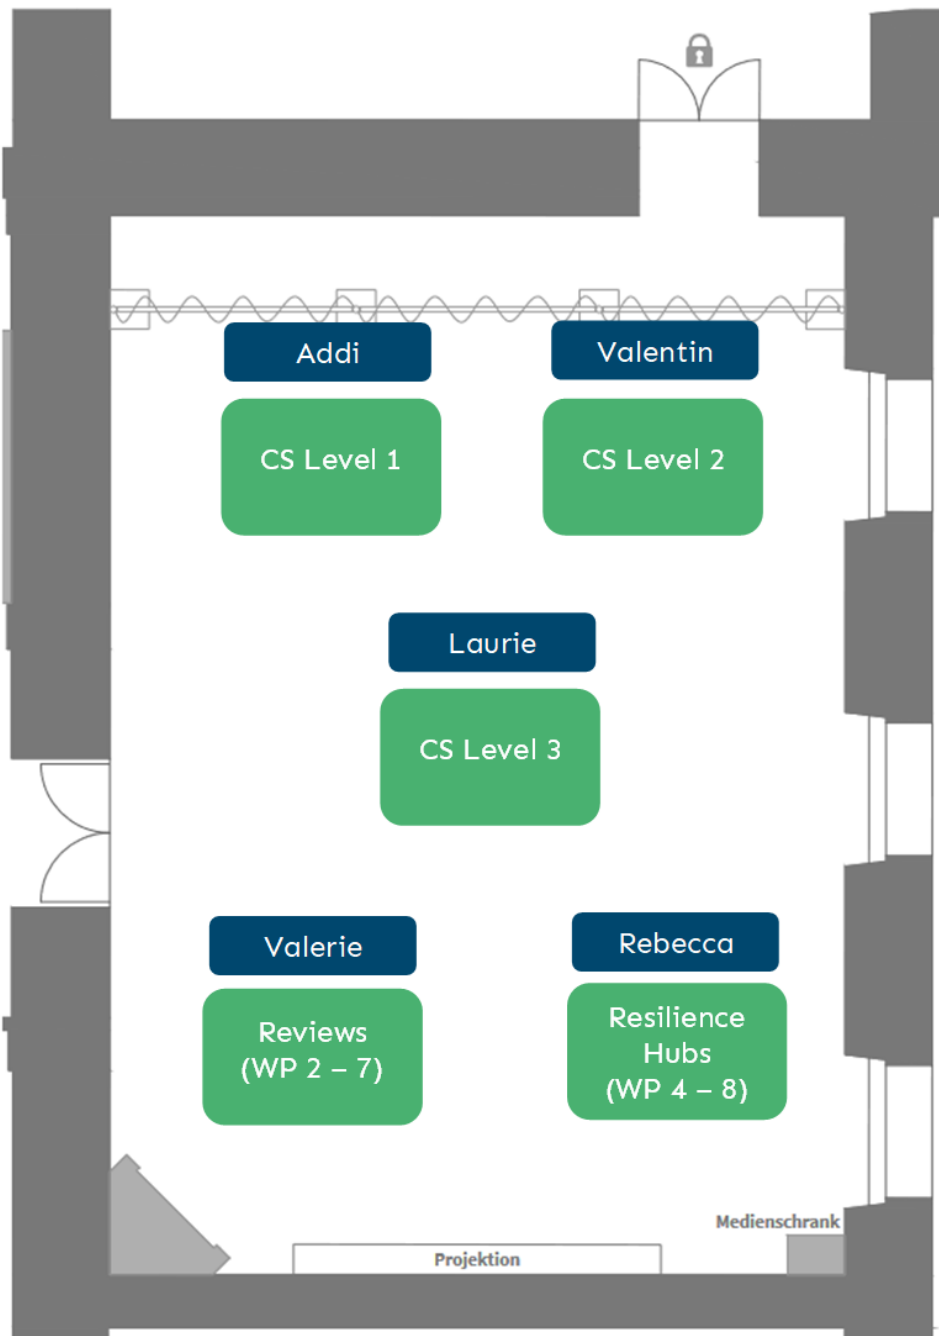 Addi
Valentin
CS Level 1
CS Level 2
Laurie
CS Level 3
Valerie
Rebecca
Reviews
(WP 2 – 7)
Resilience
Hubs
(WP 4 – 8)
Medienschrank
Projektion